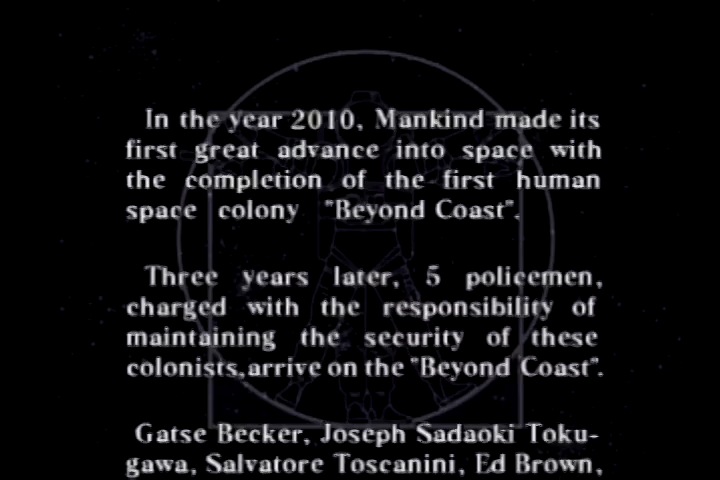 In the year 2010, Mankind made its
first great advance into space with
the completion of the first human
space colony "Beyond Coast".
Three years later, 5 policemen,
charged with the responsibility of
maintaining the security of these
colonists,arrive on the "Beyond Coast".
Gatse Becker, Joseph Sadaoki Toku-
gawa, Salvatore Toscanini, Ed Brown,